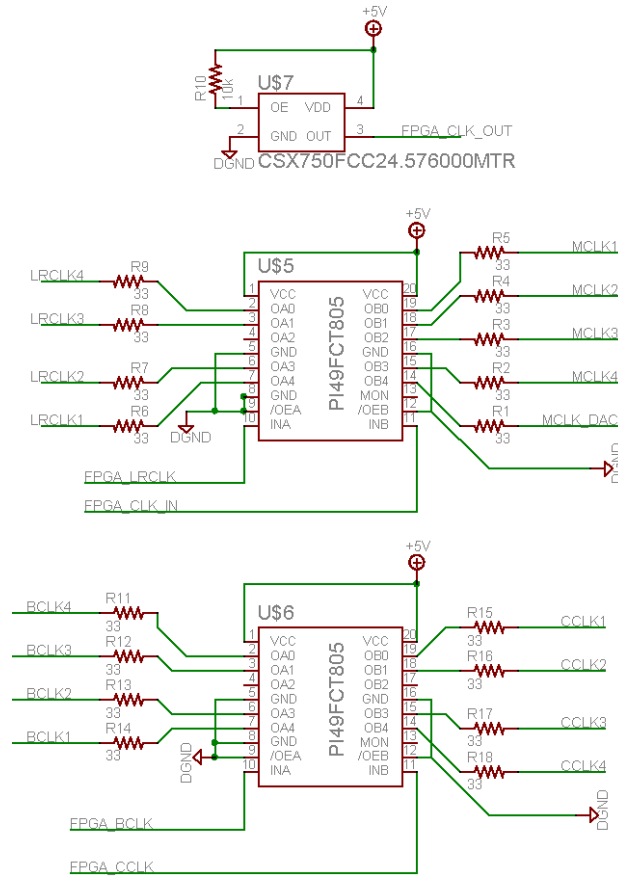 +5V
R10
10k
U$7
1 OE VDD 4
2 GND OUT 3
FPGA_CLK_OUT
DGND
CSX750FCC24.576000MTR
+5V
U$5
PI49FCT805
1 VCC VCC 20
2 OA0 OB0 19
3 OA1 OB1 18
4 OA2 OB2 17
5 GND GND 16
6 OA3 OB3 15
7 OA4 OB4 14
8 GND MON 13
9 /OEA /OEB 12
10 INA INB 11
LRCLK4 R9 33
LRCLK3 R8 33
LRCLK2 R7 33
LRCLK1 R6 33
DGND
R5 33 MCLK1
R4 33 MCLK2
R3 33 MCLK3
R2 33 MCLK4
R1 33 MCLK_DAC
DGND
FPGA_LRCLK
FPGA_CLK_IN
+5V
U$6
PI49FCT805
1 VCC VCC 20
2 OA0 OB0 19
3 OA1 OB1 18
4 OA2 OB2 17
5 GND GND 16
6 OA3 OB3 15
7 OA4 OB4 14
8 GND MON 13
9 /OEA /OEB 12
10 INA INB 11
BCLK4 R11 33
BCLK3 R12 33
BCLK2 R13 33
BCLK1 R14 33
DGND
R15 33 CCLK1
R16 33 CCLK2
R17 33 CCLK3
R18 33 CCLK4
DGND
FPGA_BCLK
FPGA_CCLK